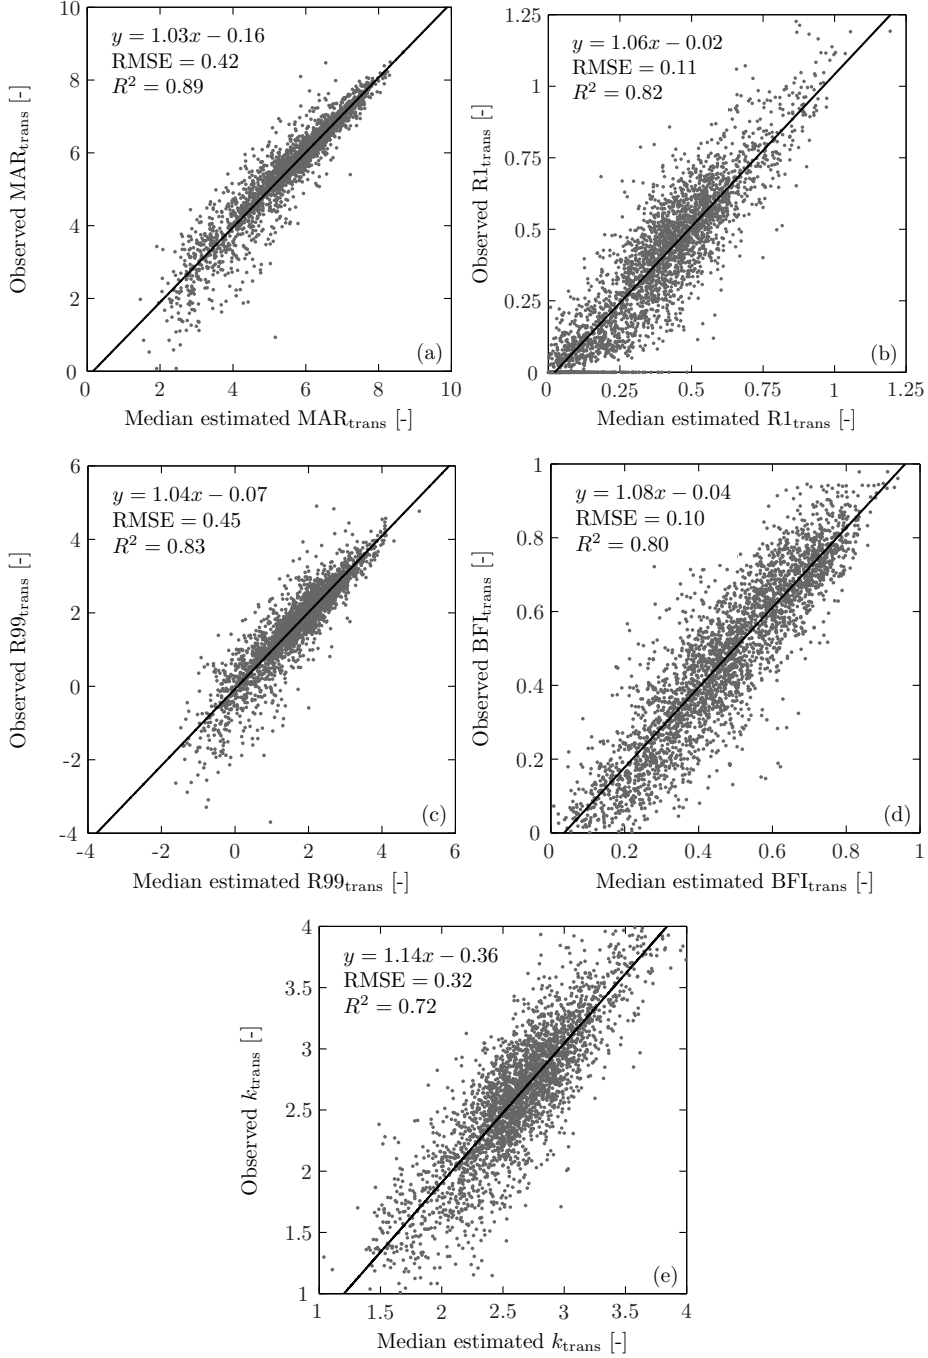 y = 1.03x − 0.16
RMSE = 0.42
R² = 0.89
10
8
6
4
2
0
Observed MAR_trans [-]
(a)
0 2 4 6 8 10
Median estimated MAR_trans [-]
y = 1.06x − 0.02
RMSE = 0.11
R² = 0.82
1.25
1
0.75
0.5
0.25
0
Observed R1_trans [-]
(b)
0 0.25 0.5 0.75 1 1.25
Median estimated R1_trans [-]
y = 1.04x − 0.07
RMSE = 0.45
R² = 0.83
6
4
2
0
-2
-4
Observed R99_trans [-]
(c)
-4 -2 0 2 4 6
Median estimated R99_trans [-]
y = 1.08x − 0.04
RMSE = 0.10
R² = 0.80
1
0.8
0.6
0.4
0.2
0
Observed BFI_trans [-]
(d)
0 0.2 0.4 0.6 0.8 1
Median estimated BFI_trans [-]
y = 1.14x − 0.36
RMSE = 0.32
R² = 0.72
4
3.5
3
2.5
2
1.5
1
Observed k_trans [-]
(e)
1 1.5 2 2.5 3 3.5 4
Median estimated k_trans [-]